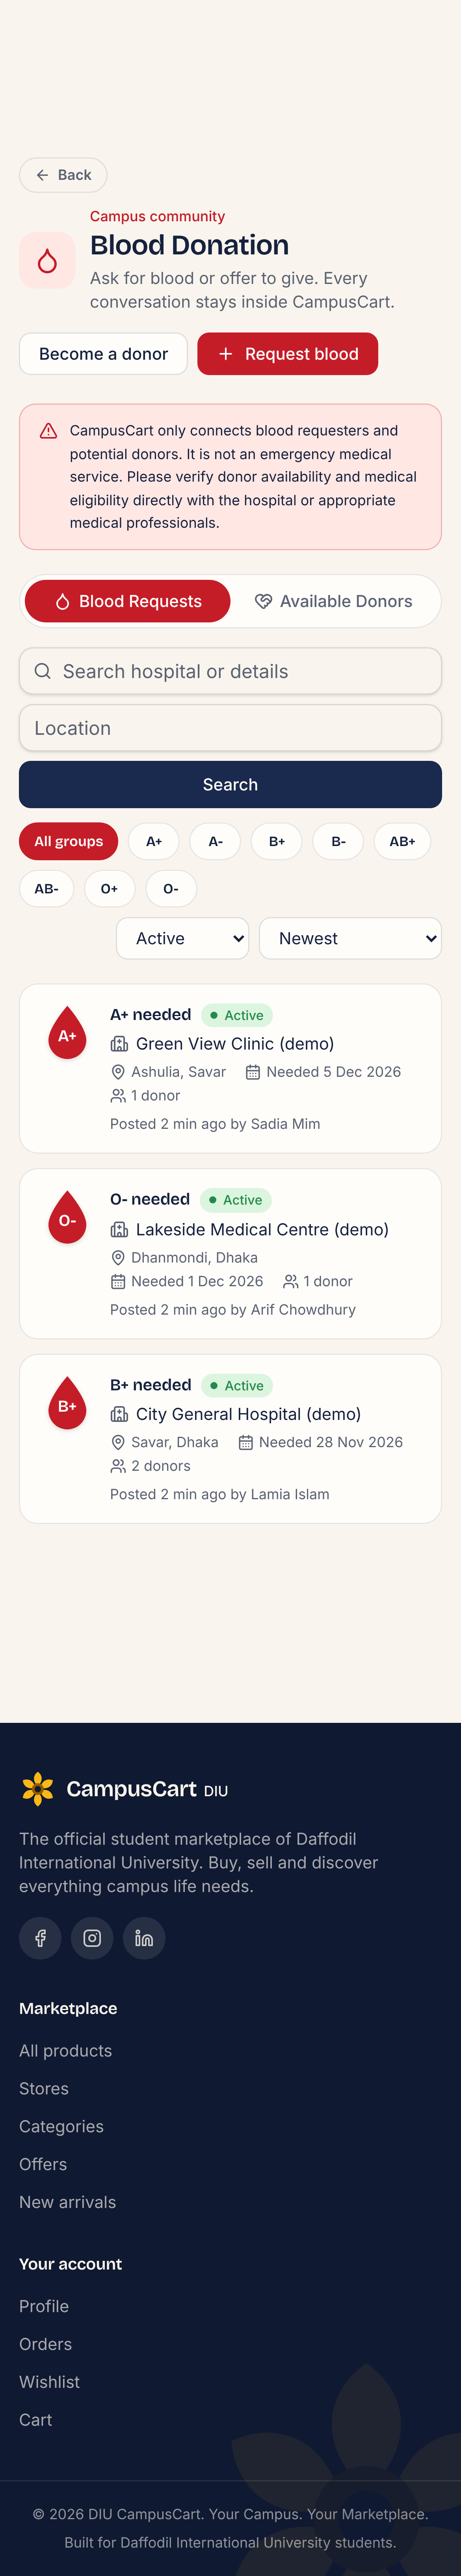 Back
Campus community
Blood Donation
Ask for blood or offer to give. Every
conversation stays inside CampusCart.
Become a donor
Request blood
CampusCart only connects blood requesters and
potential donors. It is not an emergency medical
service. Please verify donor availability and medical
eligibility directly with the hospital or appropriate
medical professionals.
Blood Requests
Available Donors
Search hospital or details
Location
Search
All groups A+ A- B+ B- AB+
AB- O+ O-
Active Newest
A+
A+ needed Active
Green View Clinic (demo)
Ashulia, Savar Needed 5 Dec 2026
1 donor
Posted 2 min ago by Sadia Mim
O-
O- needed Active
Lakeside Medical Centre (demo)
Dhanmondi, Dhaka
Needed 1 Dec 2026 1 donor
Posted 2 min ago by Arif Chowdhury
B+
B+ needed Active
City General Hospital (demo)
Savar, Dhaka Needed 28 Nov 2026
2 donors
Posted 2 min ago by Lamia Islam
CampusCart DIU
The official student marketplace of Daffodil
International University. Buy, sell and discover
everything campus life needs.
Marketplace
All products
Stores
Categories
Offers
New arrivals
Your account
Profile
Orders
Wishlist
Cart
© 2026 DIU CampusCart. Your Campus. Your Marketplace.
Built for Daffodil International University students.